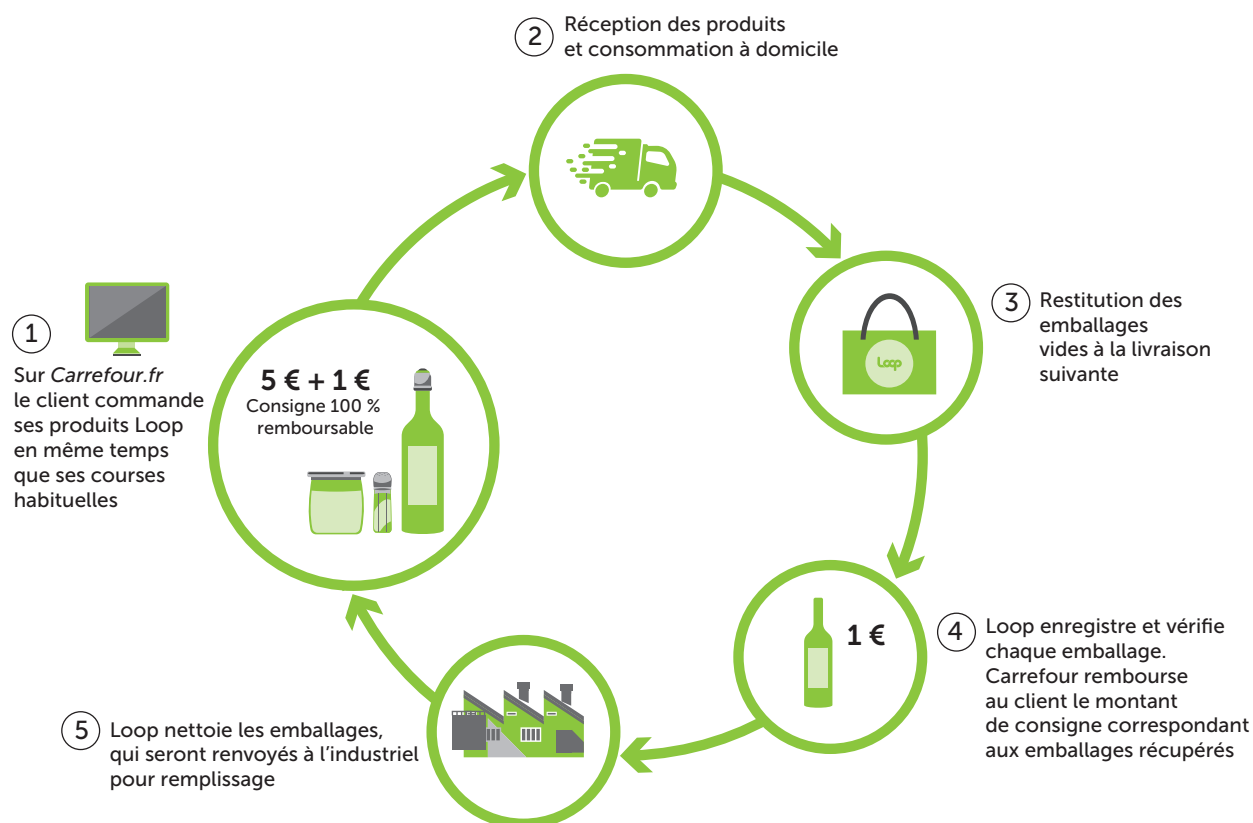 2
Réception des produits
et consommation à domicile
1
Sur Carrefour.fr
le client commande
ses produits Loop
en même temps
que ses courses
habituelles
5 € + 1 €
Consigne 100 %
remboursable
Loop
3
Restitution des
emballages
vides à la livraison
suivante
1 €
4
Loop enregistre et vérifie
chaque emballage.
Carrefour rembourse
au client le montant
de consigne correspondant
aux emballages récupérés
5
Loop nettoie les emballages,
qui seront renvoyés à l’industriel
pour remplissage